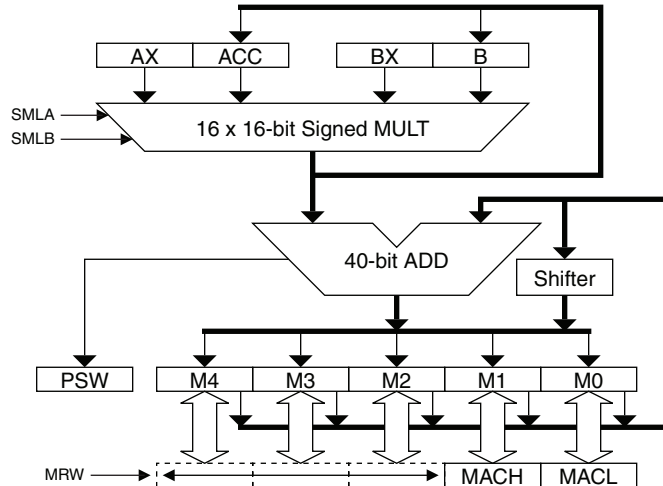 AX ACC BX B
SMLA
SMLB
16 x 16-bit Signed MULT
40-bit ADD
Shifter
PSW M4 M3 M2 M1 M0
MRW MACH MACL